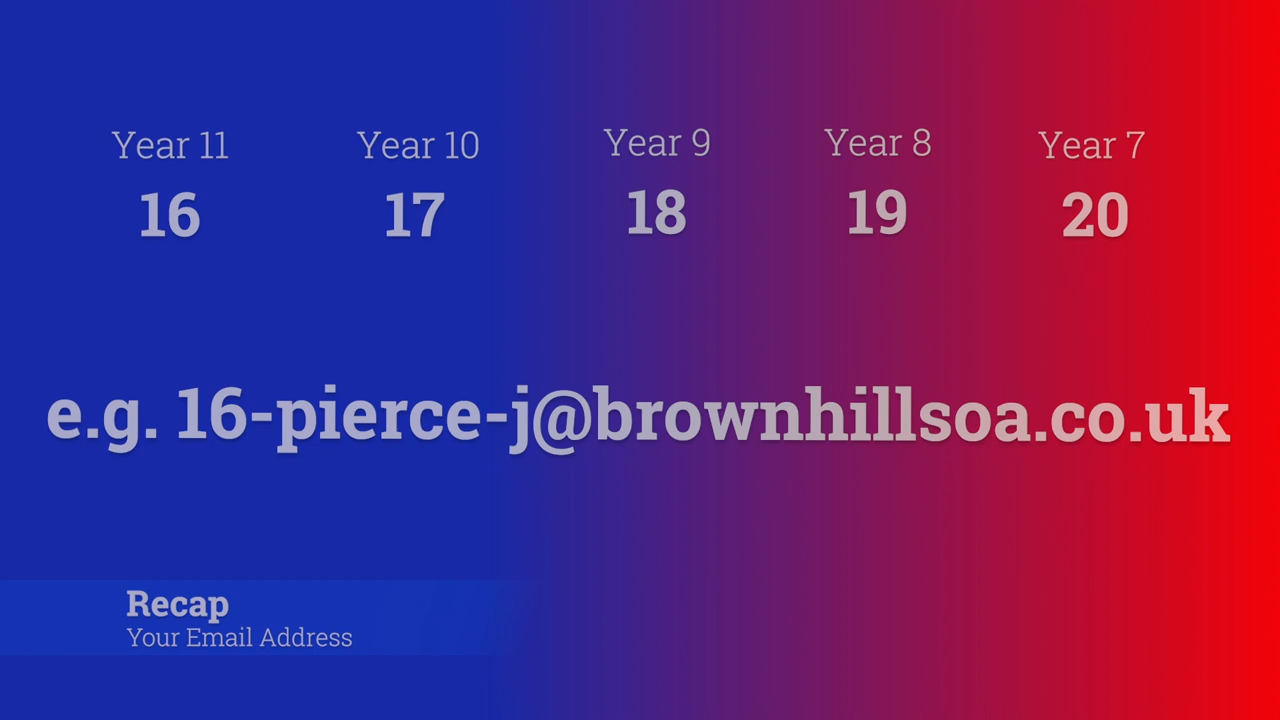 Year 11 Year 10 Year 9 Year 8 Year 7
16 17 18 19 20
e.g. 16-pierce-j@brownhillsoa.co.uk
Recap
Your Email Address